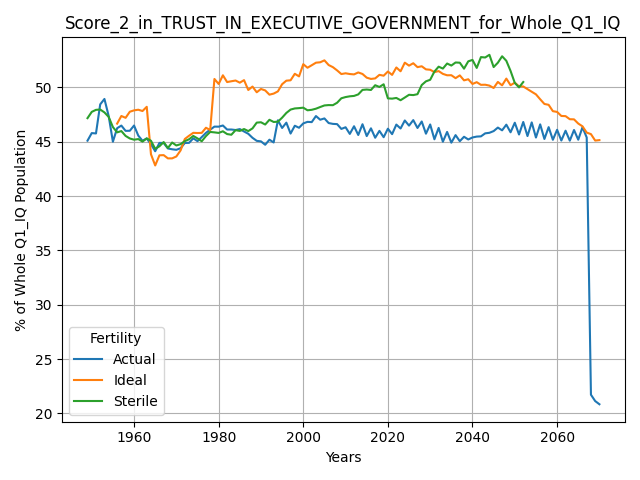 Score_2_in_TRUST_IN_EXECUTIVE_GOVERNMENT_for_Whole_Q1_IQ
% of Whole Q1_IQ Population
50
45
40
35
30
25
20
Fertility
Actual
Ideal
Sterile
1960 1980 2000 2020 2040 2060
Years